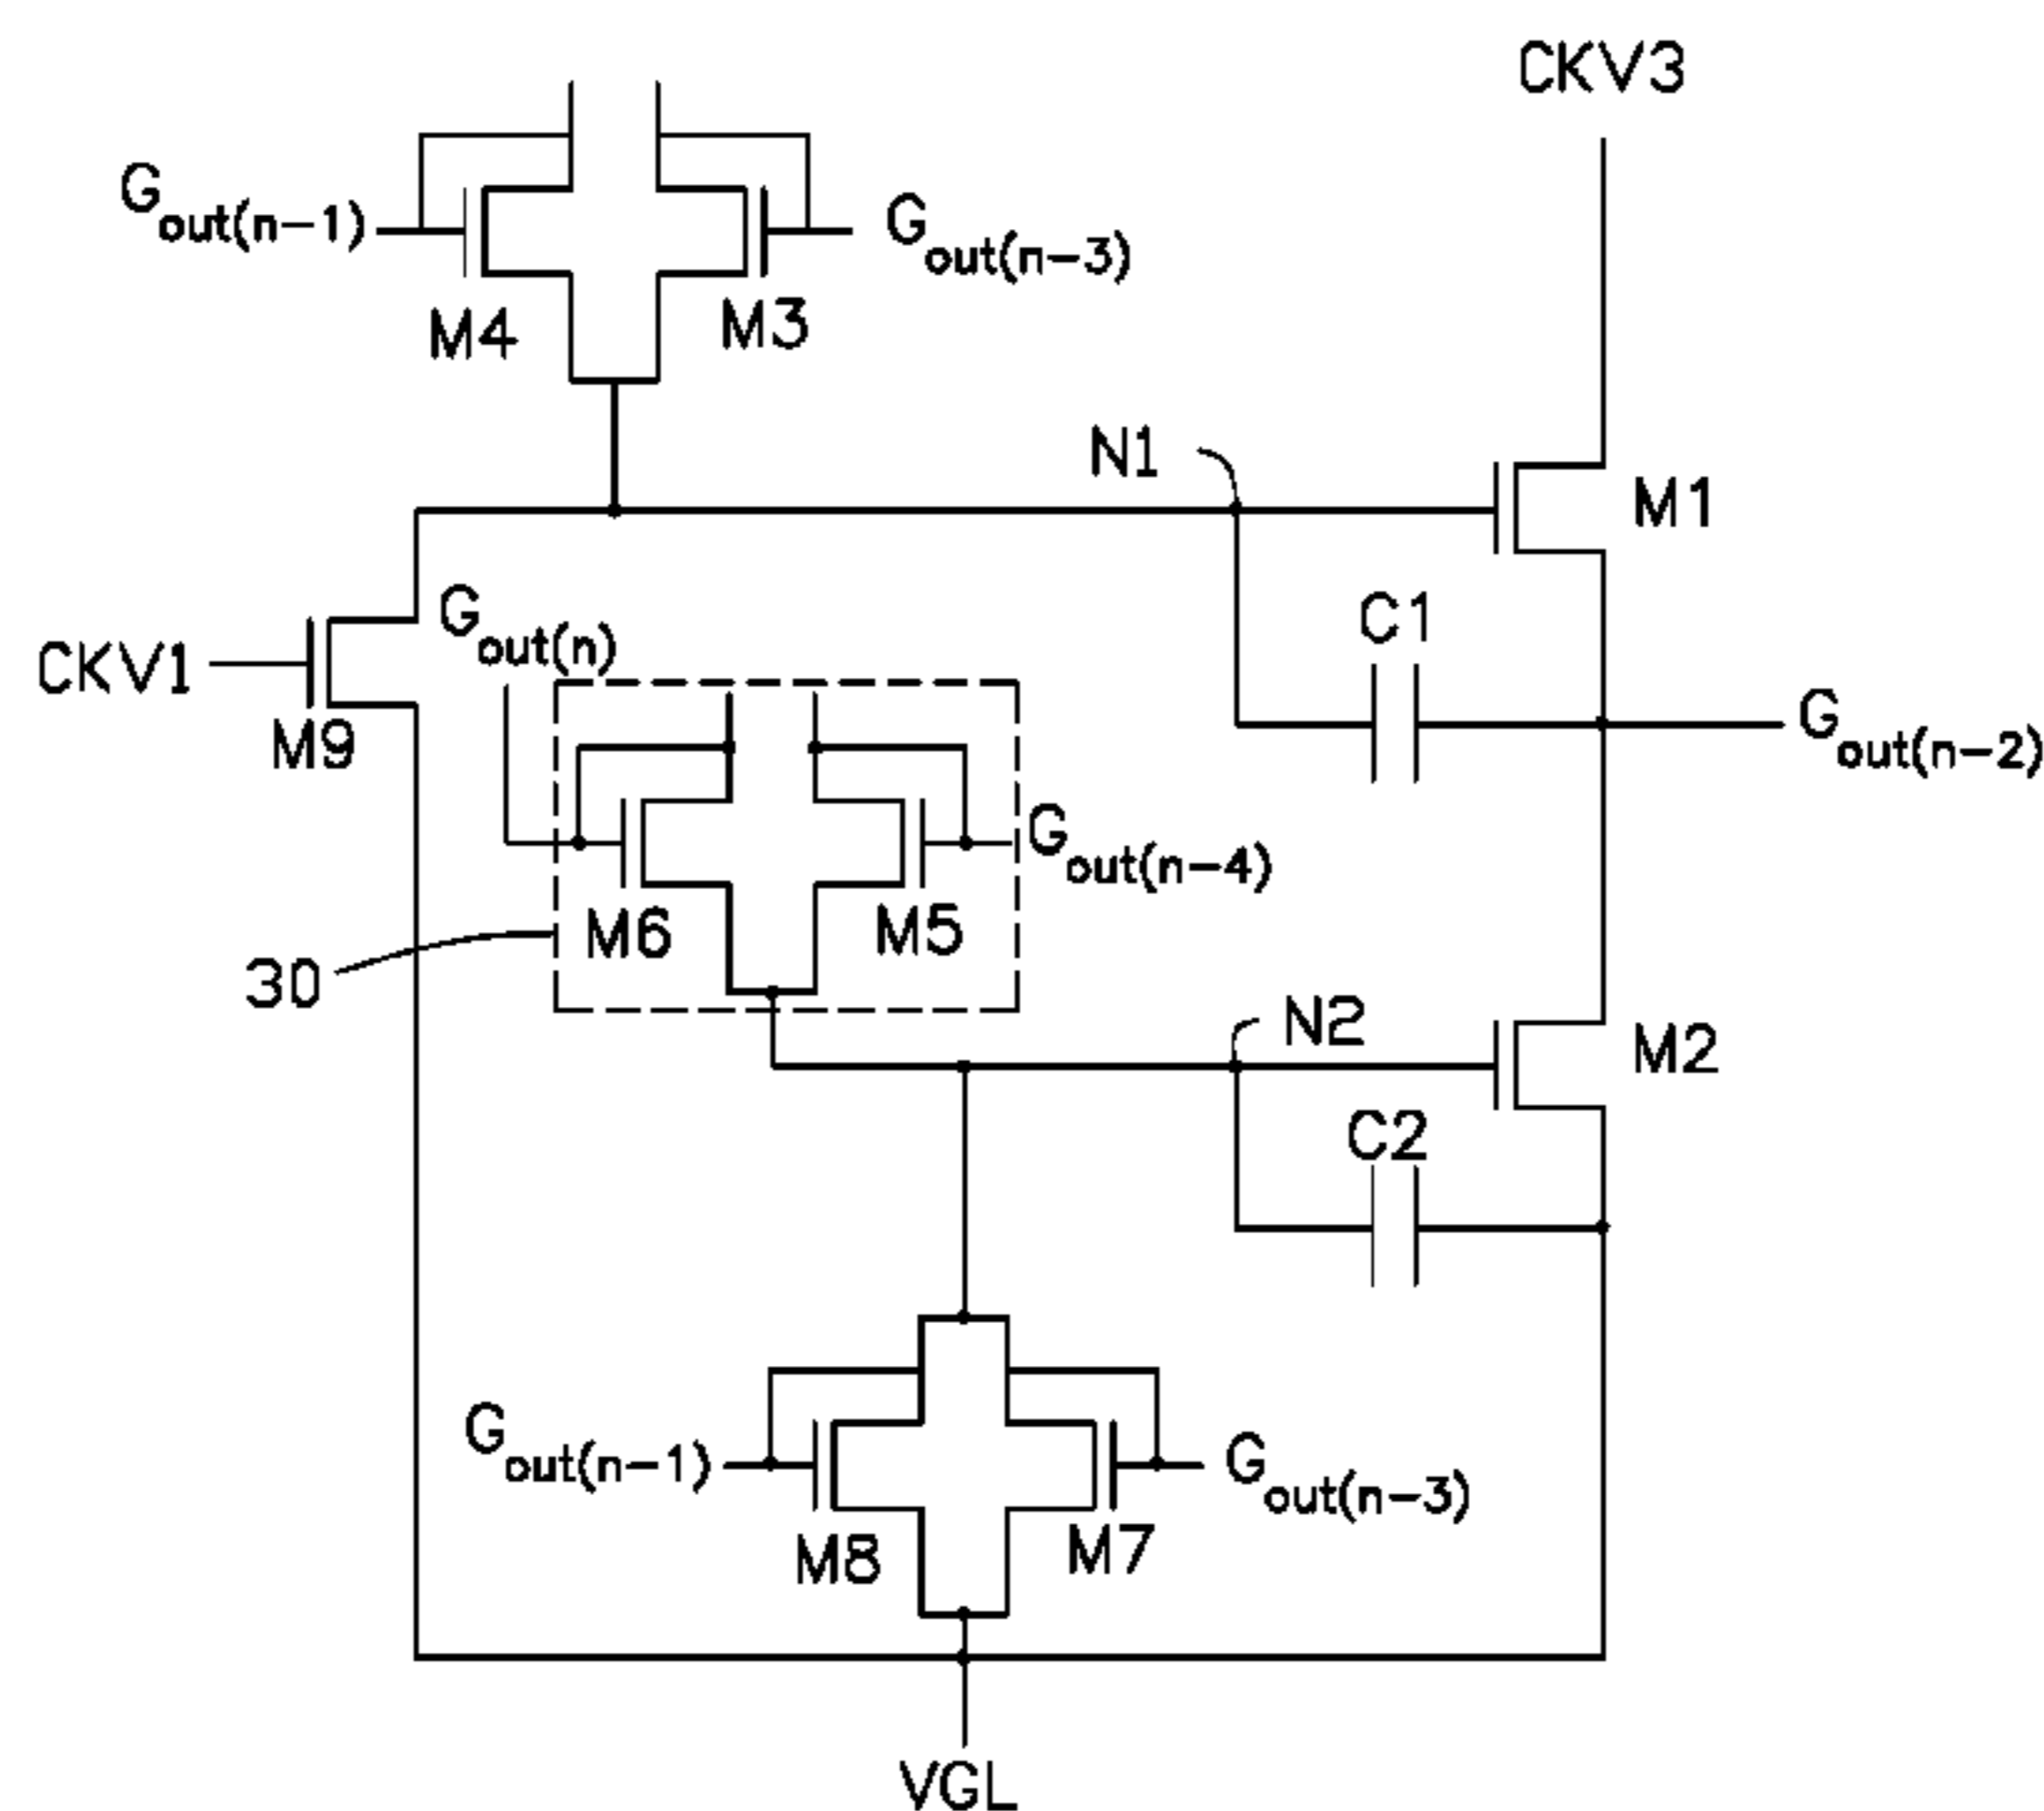 CKV3
Gout(n-1)
Gout(n-3)
M4
M3
N1
M1
Gout(n)
C1
CKV1
M9
Gout(n-2)
Gout(n-4)
M6
M5
30
N2
M2
C2
Gout(n-1)
Gout(n-3)
M8
M7
VGL